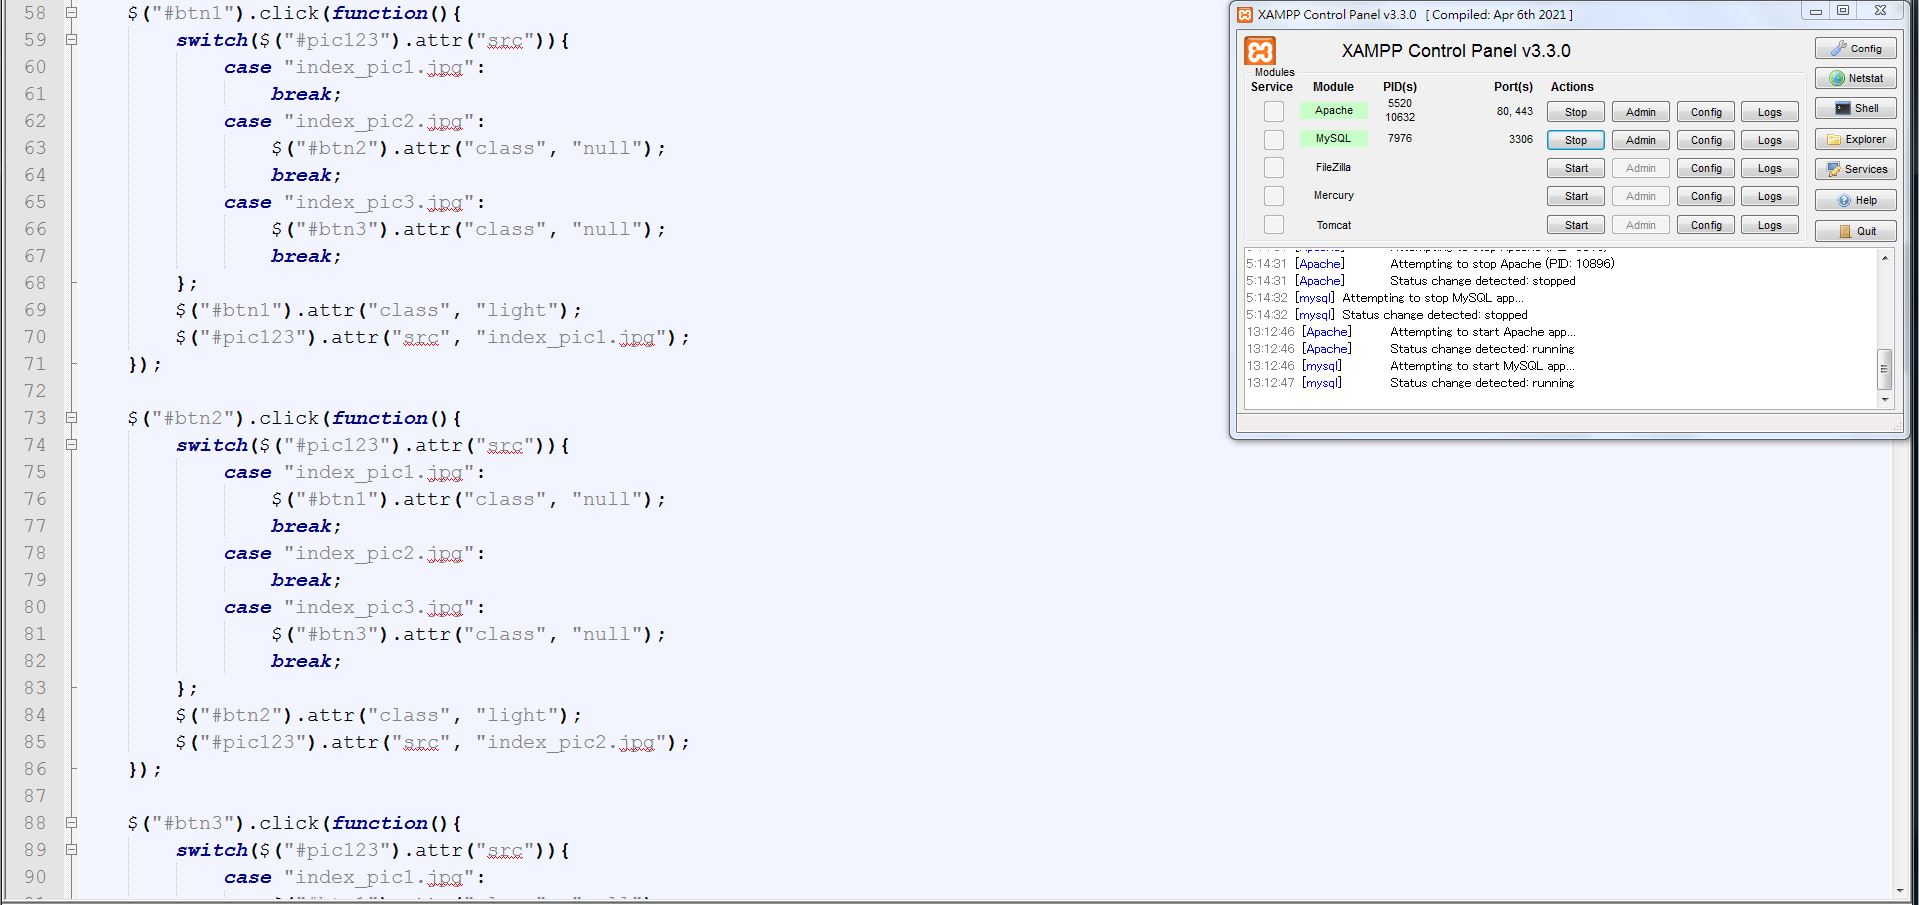 58 $("#btn1").click(function(){
59 switch($("#pic123").attr("src")){
60 case "index_pic1.jpg":
61 break;
62 case "index_pic2.jpg":
63 $("#btn2").attr("class", "null");
64 break;
65 case "index_pic3.jpg":
66 $("#btn3").attr("class", "null");
67 break;
68 };
69 $("#btn1").attr("class", "light");
70 $("#pic123").attr("src", "index_pic1.jpg");
71 });
72
73 $("#btn2").click(function(){
74 switch($("#pic123").attr("src")){
75 case "index_pic1.jpg":
76 $("#btn1").attr("class", "null");
77 break;
78 case "index_pic2.jpg":
79 break;
80 case "index_pic3.jpg":
81 $("#btn3").attr("class", "null");
82 break;
83 };
84 $("#btn2").attr("class", "light");
85 $("#pic123").attr("src", "index_pic2.jpg");
86 });
87
88 $("#btn3").click(function(){
89 switch($("#pic123").attr("src")){
90 case "index_pic1.jpg":
XAMPP Control Panel v3.3.0 [ Compiled: Apr 6th 2021 ]
XAMPP Control Panel v3.3.0
Config
Modules
Netstat
Service Module PID(s) Port(s) Actions
Apache 5520 10632 80, 443 Stop Admin Config Logs
Shell
MySQL 7976 3306 Stop Admin Config Logs
Explorer
FileZilla Start Admin Config Logs
Services
Mercury Start Admin Config Logs
Help
Tomcat Start Admin Config Logs
Quit
5:14:31 [Apache] Attempting to stop Apache (PID: 10896)
5:14:31 [Apache] Status change detected: stopped
5:14:32 [mysql] Attempting to stop MySQL app...
5:14:32 [mysql] Status change detected: stopped
13:12:46 [Apache] Attempting to start Apache app...
13:12:46 [Apache] Status change detected: running
13:12:46 [mysql] Attempting to start MySQL app...
13:12:47 [mysql] Status change detected: running